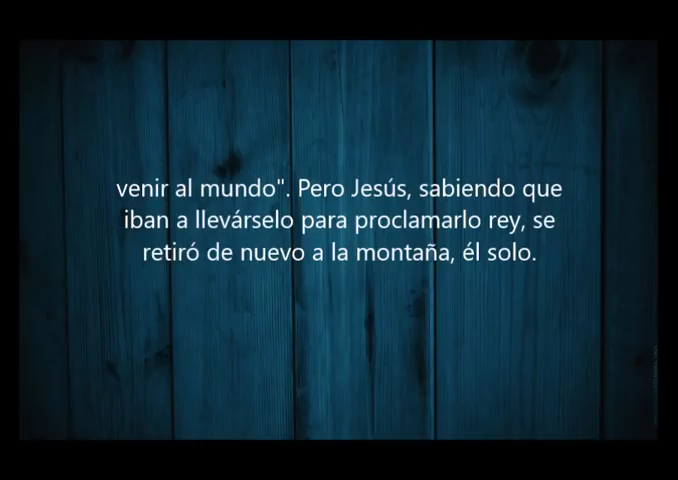 venir al mundo". Pero Jesús, sabiendo que
iban a llevárselo para proclamarlo rey, se
retiró de nuevo a la montaña, él solo.